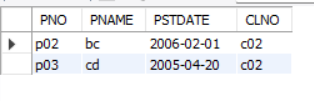 PNO PNAME PSTDATE CLNO
p02 bc 2006-02-01 c02
p03 cd 2005-04-20 c02